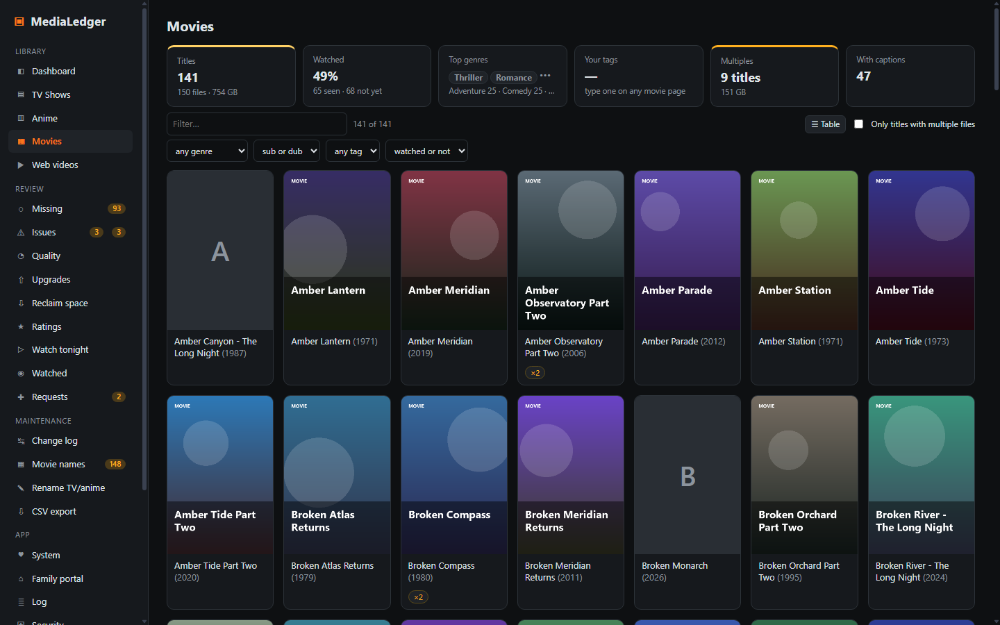 MediaLedger
LIBRARY
Dashboard
TV Shows
Anime
Movies
Web videos
REVIEW
Missing 93
Issues 3 3
Quality
Upgrades
Reclaim space
Ratings
Watch tonight
Watched
Requests 2
MAINTENANCE
Change log
Movie names 148
Rename TV/anime
CSV export
APP
System
Family portal
Log
Security
Movies
Titles
141
150 files · 754 GB
Watched
49%
65 seen · 68 not yet
Top genres
Thriller Romance ···
Adventure 25 · Comedy 25 · ...
Your tags
—
type one on any movie page
Multiples
9 titles
151 GB
With captions
47
Filter...
141 of 141
☰ Table
Only titles with multiple files
any genre
sub or dub
any tag
watched or not
A
Amber Canyon - The
Long Night (1987)
MOVIE
Amber Lantern
Amber Lantern (1971)
MOVIE
Amber Meridian
Amber Meridian
(2019)
MOVIE
Amber
Observatory Part
Two
Amber Observatory
Part Two (2006)
×2
MOVIE
Amber Parade
Amber Parade (2012)
MOVIE
Amber Station
Amber Station (1971)
MOVIE
Amber Tide
Amber Tide (1973)
MOVIE
Amber Tide Part
Two
Amber Tide Part Two
(2020)
MOVIE
Broken Atlas
Returns
Broken Atlas Returns
(1979)
MOVIE
Broken Compass
Broken Compass
(1980)
×2
MOVIE
Broken Meridian
Returns
Broken Meridian
Returns (2011)
B
Broken Monarch
(2026)
MOVIE
Broken Orchard
Part Two
Broken Orchard Part
Two (1995)
MOVIE
Broken River -
The Long Night
Broken River - The
Long Night (2024)